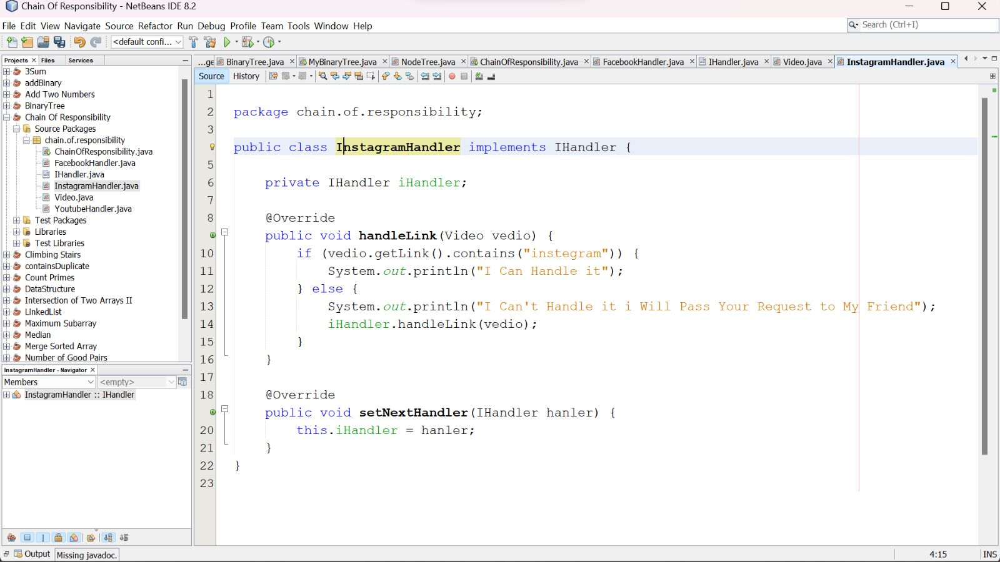 Chain Of Responsibility - NetBeans IDE 8.2
File Edit View Navigate Source Refactor Run Debug Profile Team Tools Window Help
Search (Ctrl+I)
<default confi...
Projects Files Services
3Sum
addBinary
Add Two Numbers
BinaryTree
Chain Of Responsibility
Source Packages
chain.of.responsibility
ChainOfResponsibility.java
FacebookHandler.java
IHandler.java
InstagramHandler.java
Video.java
YoutubeHandler.java
Test Packages
Libraries
Test Libraries
Climbing Stairs
containsDuplicate
Count Primes
DataStructure
Intersection of Two Arrays II
LinkedList
Maximum Subarray
Median
Merge Sorted Array
Number of Good Pairs
InstagramHandler - Navigator
Members <empty>
InstagramHandler :: IHandler
...ge BinaryTree.java MyBinaryTree.java NodeTree.java ChainOfResponsibility.java FacebookHandler.java IHandler.java Video.java InstagramHandler.java
Source History
1
2 package chain.of.responsibility;
3
public class InstagramHandler implements IHandler {
5
6 private IHandler iHandler;
7
8 @Override
public void handleLink(Video vedio) {
10 if (vedio.getLink().contains("instegram")) {
11 System.out.println("I Can Handle it");
12 } else {
13 System.out.println("I Can't Handle it i Will Pass Your Request to My Friend");
14 iHandler.handleLink(vedio);
15 }
16 }
17
18 @Override
public void setNextHandler(IHandler hanler) {
20 this.iHandler = hanler;
21 }
22 }
23
Output Missing javadoc.
4:15 INS